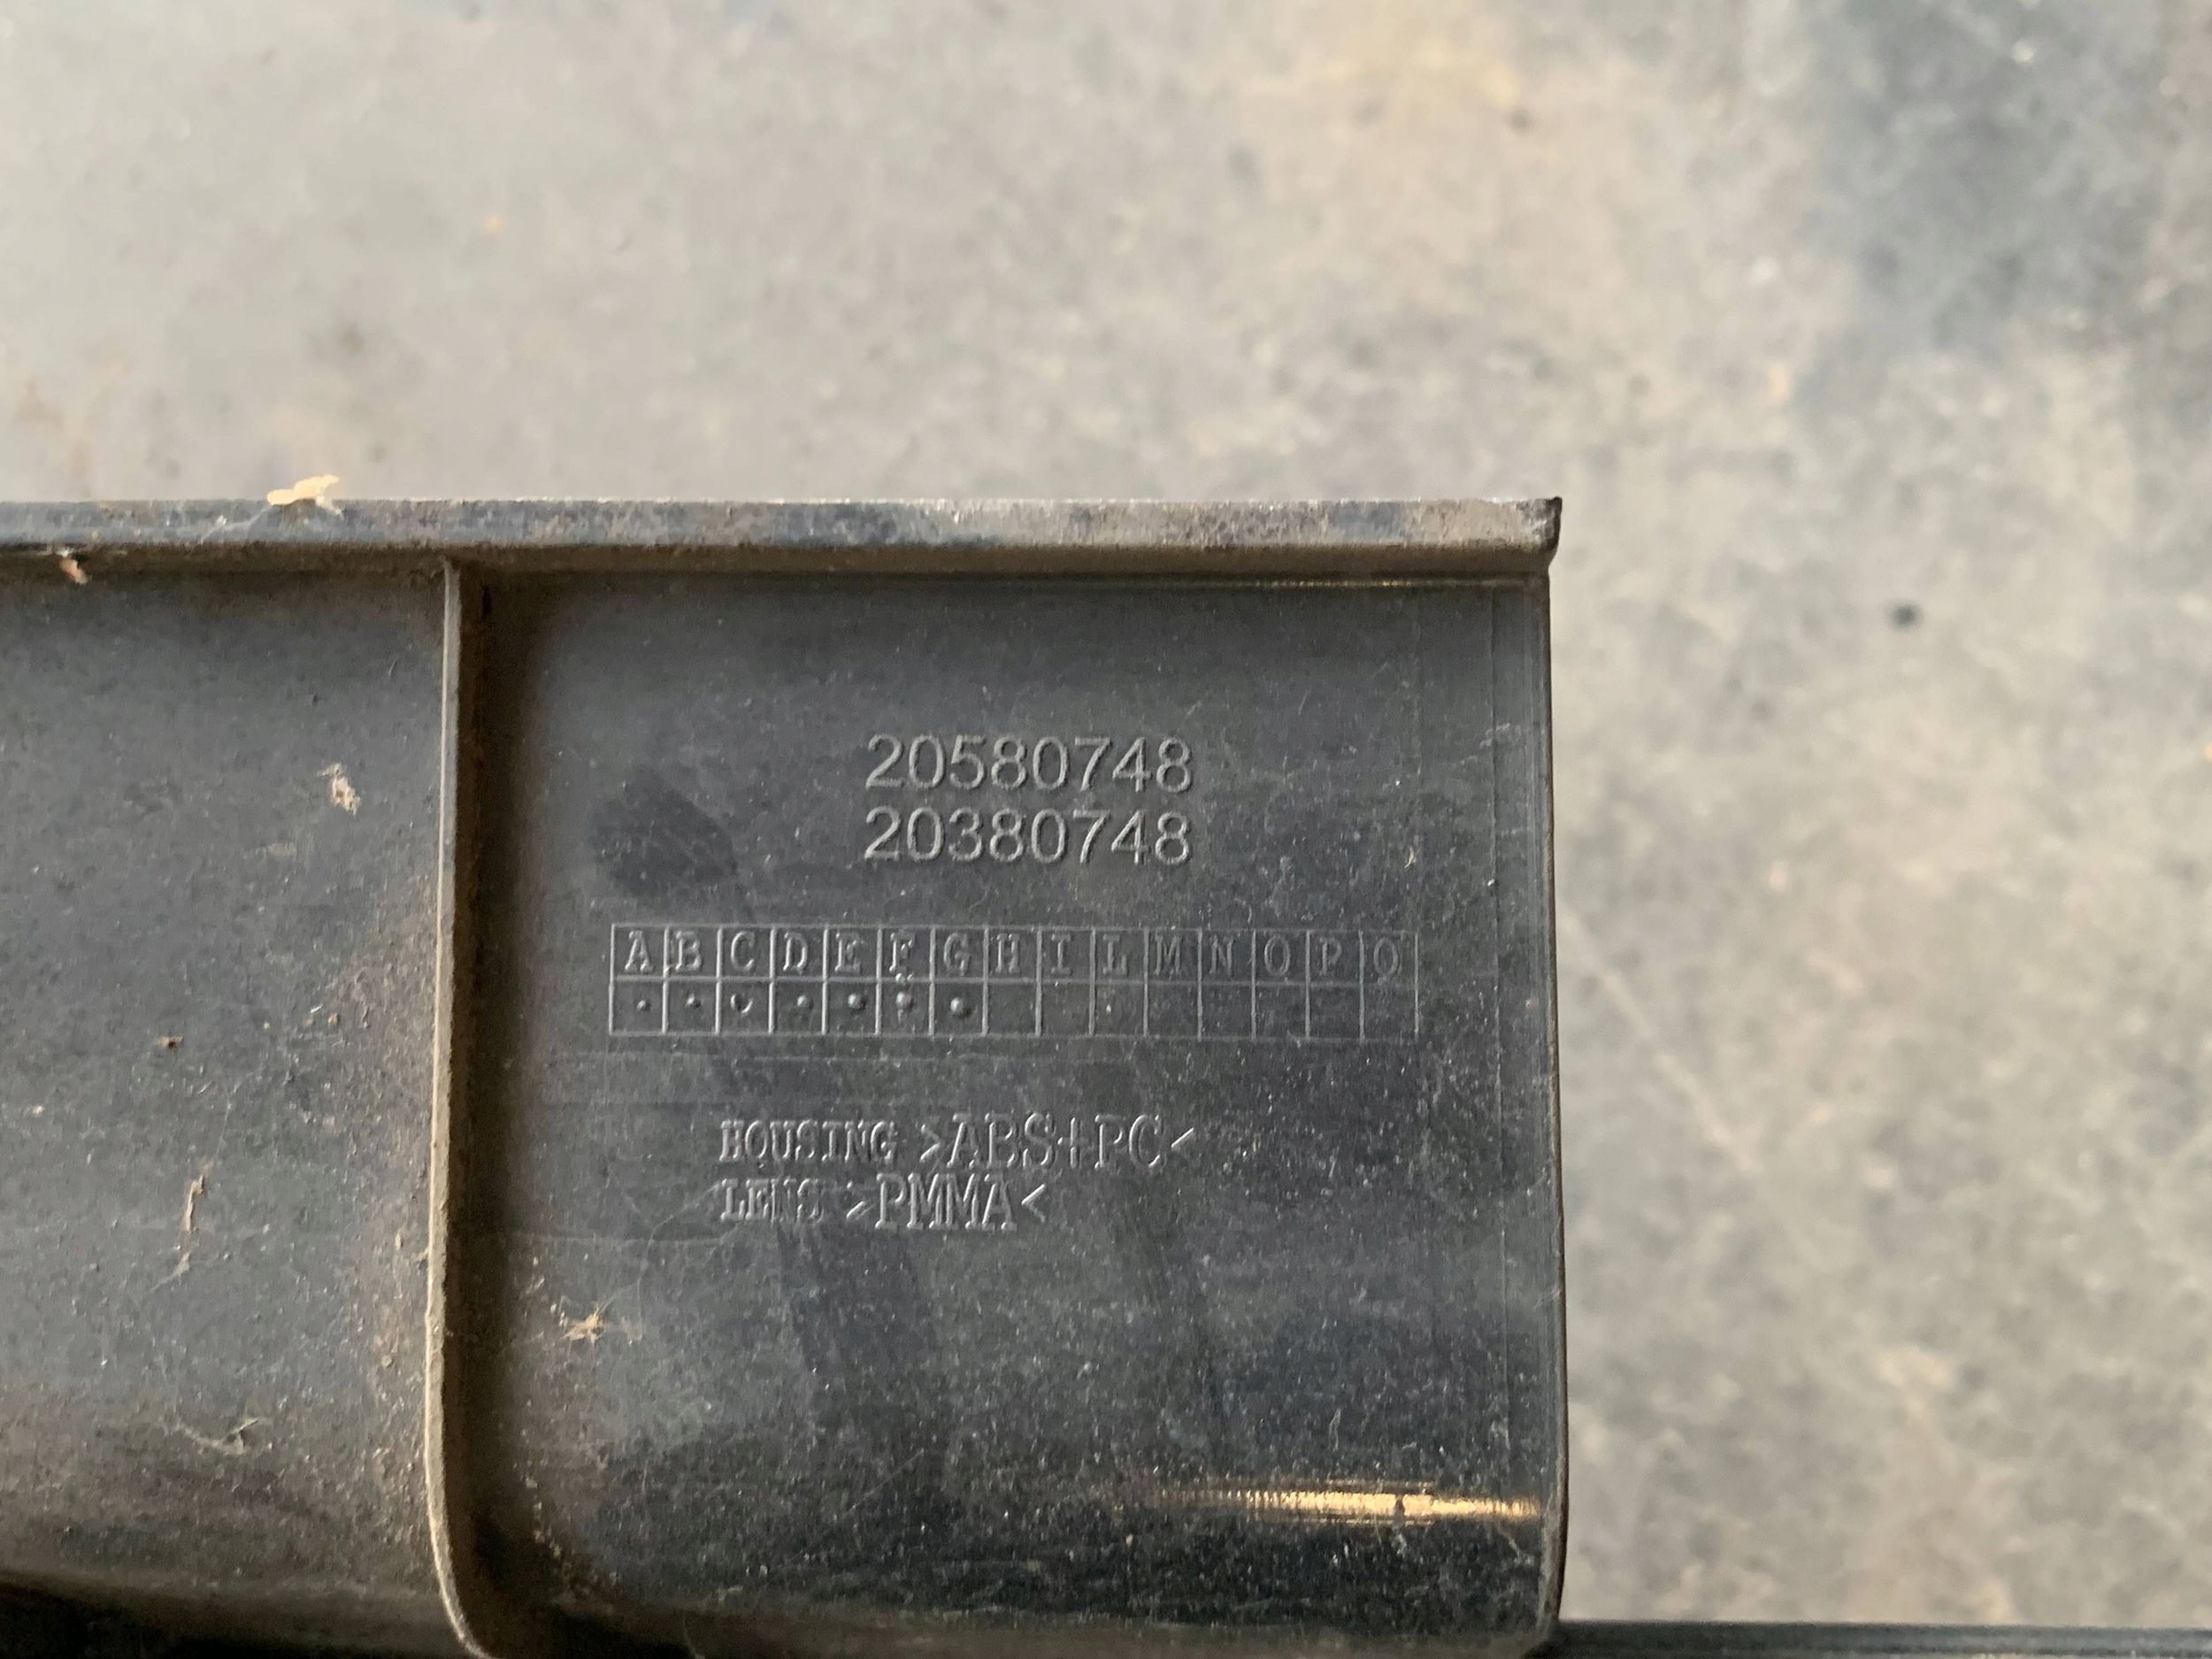 20580748
20380748
A B C D E F G H I L M N O P Q
HOUSING >ABS+PC<
LENS >PMMA<